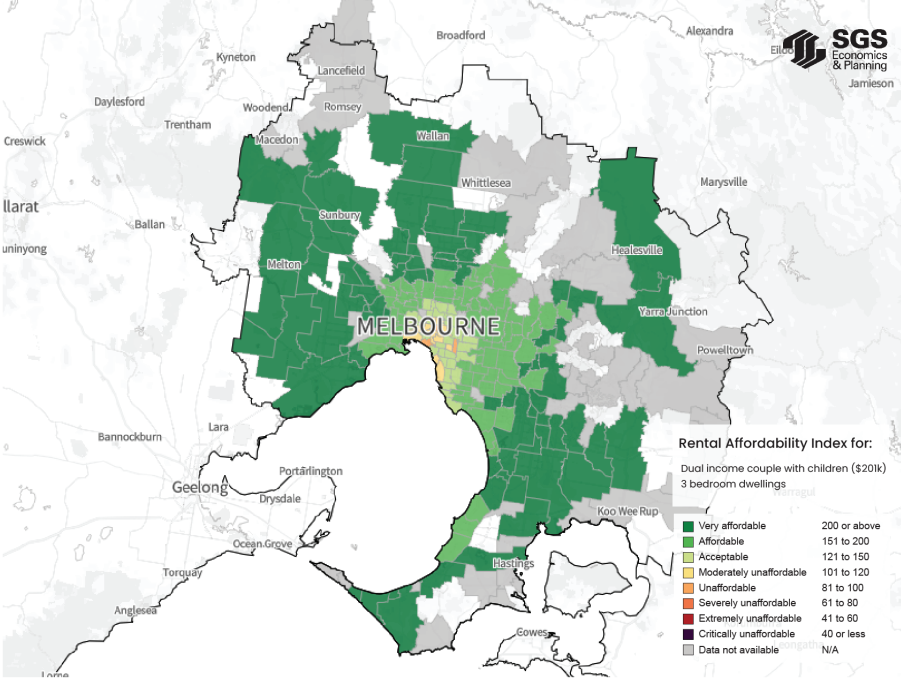 Broadford
Alexandra
SGS
Economics
& Planning
Kyneton
Lancefield
Jamieson
Daylesford
Woodend
Romsey
Trentham
Creswick
Macedon
Wallan
Whittlesea
Marysville
llarat
Ballan
Sunbury
uninyong
Healesville
Melton
Yarra Junction
MELBOURNE
Powelltown
Lara
Bannockburn
Rental Affordability Index for:
Dual income couple with children ($201k)
3 bedroom dwellings
Portarlington
Geelong
Drysdale
Warragul
Koo Wee Rup
Ocean Grove
Hastings
Torquay
Anglesea
Cowes
Lorne
Very affordable 200 or above
Affordable 151 to 200
Acceptable 121 to 150
Moderately unaffordable 101 to 120
Unaffordable 81 to 100
Severely unaffordable 61 to 80
Extremely unaffordable 41 to 60
Critically unaffordable 40 or less
Data not available N/A